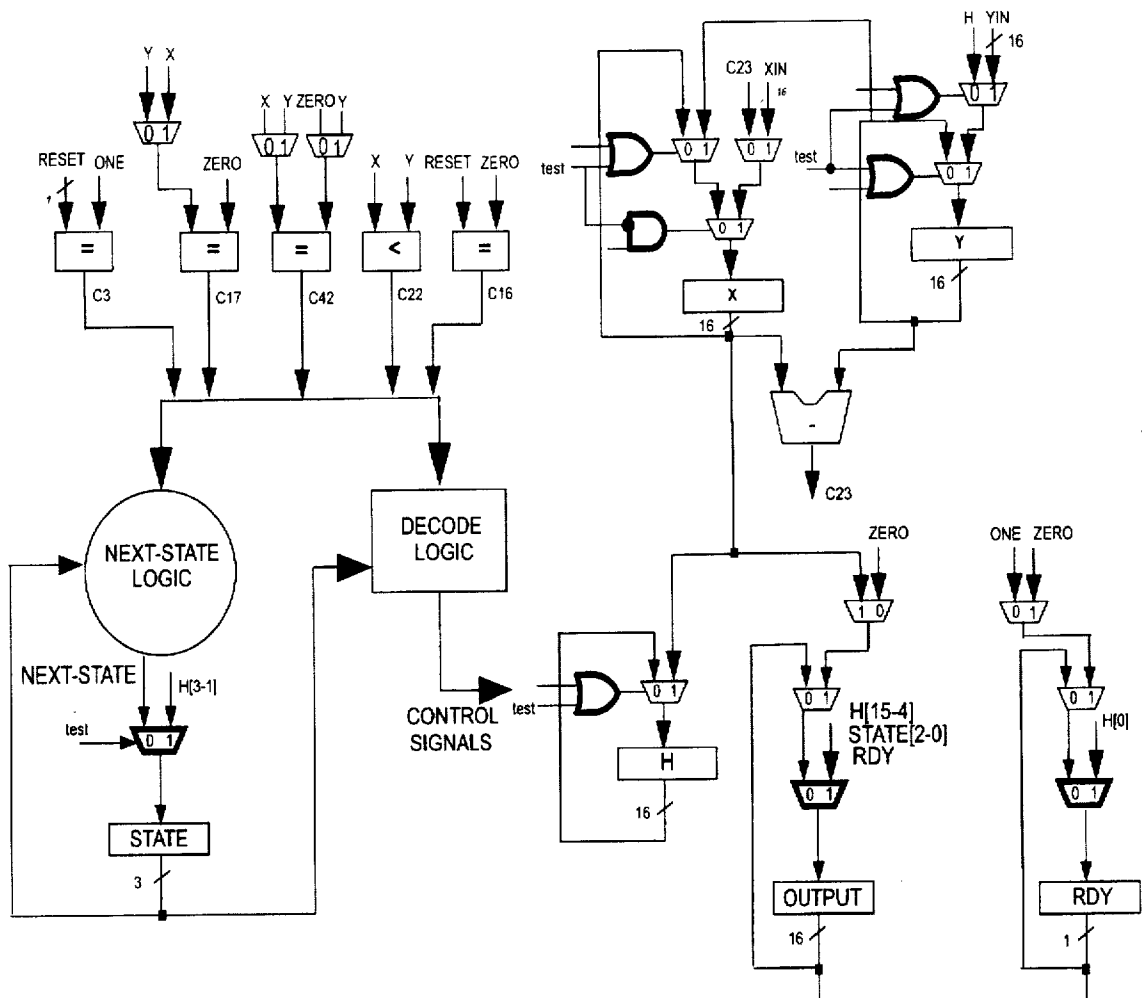 Y X
0 1
RESET ONE
1
=
C3
ZERO
=
C17
X Y
0 1
ZERO Y
0 1
=
C42
X Y
<
C22
RESET ZERO
=
C16
NEXT-STATE
LOGIC
DECODE
LOGIC
NEXT-STATE
H[3-1]
test
0 1
STATE
3
CONTROL
SIGNALS
C23 XIN
16
0 1
0 1
test
0 1
X
16
H YIN
16
0 1
test
0 1
Y
16
-
C23
test
0 1
H
16
ZERO
1 0
0 1
H[15-4]
STATE[2-0]
RDY
0 1
OUTPUT
16
ONE ZERO
0 1
0 1
H[0]
0 1
RDY
1